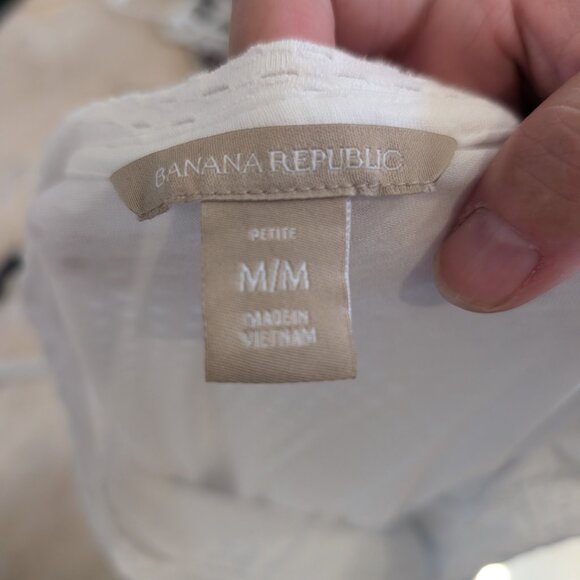 BANANA REPUBLIC
PETITE
M/M
MADE IN
VIETNAM